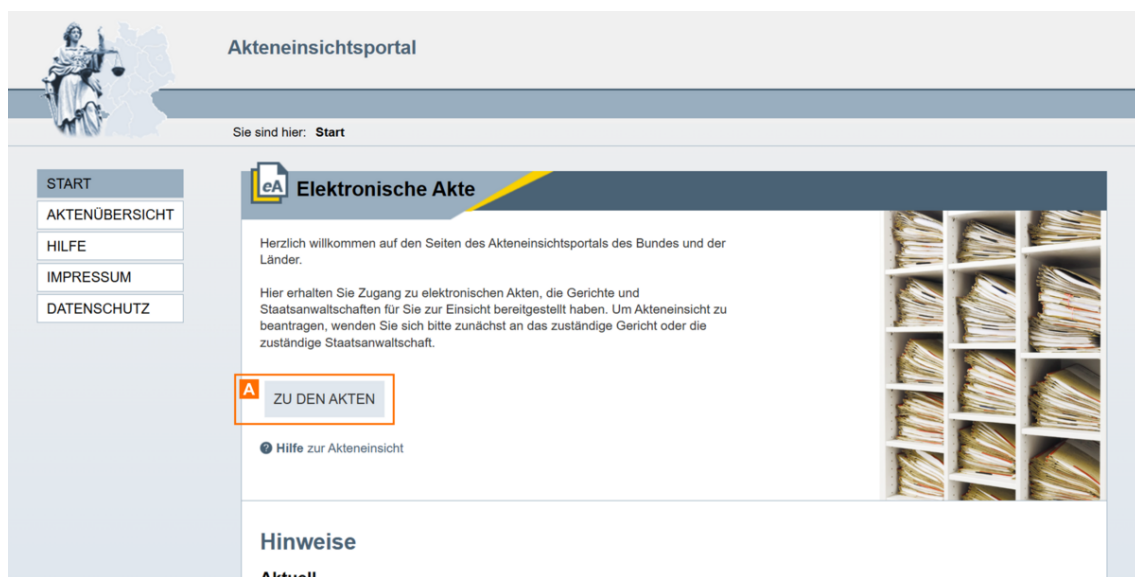 Akteneinsichtsportal
Sie sind hier: Start
START
AKTENÜBERSICHT
HILFE
IMPRESSUM
DATENSCHUTZ
eA Elektronische Akte
Herzlich willkommen auf den Seiten des Akteneinsichtsportals des Bundes und der
Länder.
Hier erhalten Sie Zugang zu elektronischen Akten, die Gerichte und
Staatsanwaltschaften für Sie zur Einsicht bereitgestellt haben. Um Akteneinsicht zu
beantragen, wenden Sie sich bitte zunächst an das zuständige Gericht oder die
zuständige Staatsanwaltschaft.
A ZU DEN AKTEN
? Hilfe zur Akteneinsicht
Hinweise
Aktuell